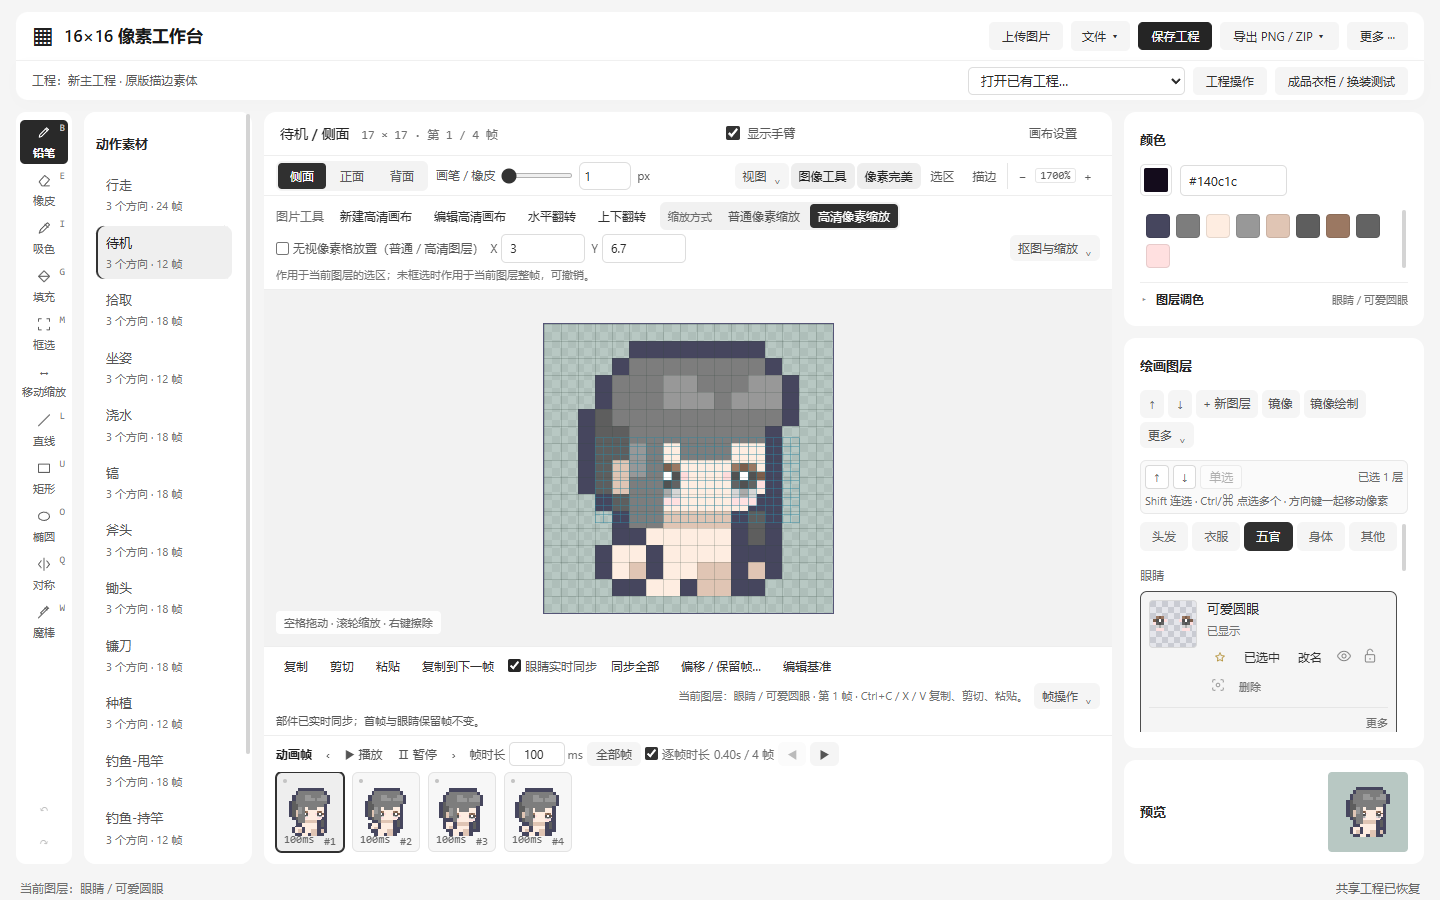 16×16 像素工作台
上传图片 文件 保存工程 导出 PNG / ZIP 更多 ···
工程：新主工程 · 原版描边素体
打开已有工程... 工程操作 成品衣柜 / 换装测试
铅笔 B
橡皮 E
吸色 I
填充 G
框选 M
移动缩放
直线 L
矩形 U
椭圆 O
对称 Q
魔棒 W
动作素材
行走
3 个方向 · 24 帧
待机
3 个方向 · 12 帧
拾取
3 个方向 · 18 帧
坐姿
3 个方向 · 12 帧
浇水
3 个方向 · 18 帧
镐
3 个方向 · 18 帧
斧头
3 个方向 · 18 帧
锄头
3 个方向 · 18 帧
镰刀
3 个方向 · 18 帧
种植
3 个方向 · 12 帧
钓鱼-甩竿
3 个方向 · 18 帧
钓鱼-持竿
3 个方向 · 12 帧
待机 / 侧面 17 × 17 · 第 1 / 4 帧 显示手臂 画布设置
侧面 正面 背面 画笔 / 橡皮 1 px 视图 图像工具 像素完美 选区 描边 − 1700% +
图片工具 新建高清画布 编辑高清画布 水平翻转 上下翻转 缩放方式 普通像素缩放 高清像素缩放
无视像素格放置（普通 / 高清图层） X 3 Y 6.7 抠图与缩放
作用于当前图层的选区；未框选时作用于当前图层整帧，可撤销。
空格拖动 · 滚轮缩放 · 右键擦除
复制 剪切 粘贴 复制到下一帧 眼睛实时同步 同步全部 偏移 / 保留帧... 编辑基准
当前图层：眼睛 / 可爱圆眼 · 第 1 帧 · Ctrl+C / X / V 复制、剪切、粘贴。 帧操作
部件已实时同步；首帧与眼睛保留帧不变。
动画帧 ‹ ▶ 播放 II 暂停 › 帧时长 100 ms 全部帧 逐帧时长 0.40s / 4 帧 ◀ ▶
100ms #1 100ms #2 100ms #3 100ms #4
颜色
#140c1c
图层调色 眼睛 / 可爱圆眼
绘画图层
↑ ↓ + 新图层 镜像 镜像绘制
更多
↑ ↓ 单选 已选 1 层
Shift 连选 · Ctrl/⌘ 点选多个 · 方向键一起移动像素
头发 衣服 五官 身体 其他
眼睛
可爱圆眼
已显示
☆ 已选中 改名
删除
更多
预览
当前图层：眼睛 / 可爱圆眼
共享工程已恢复